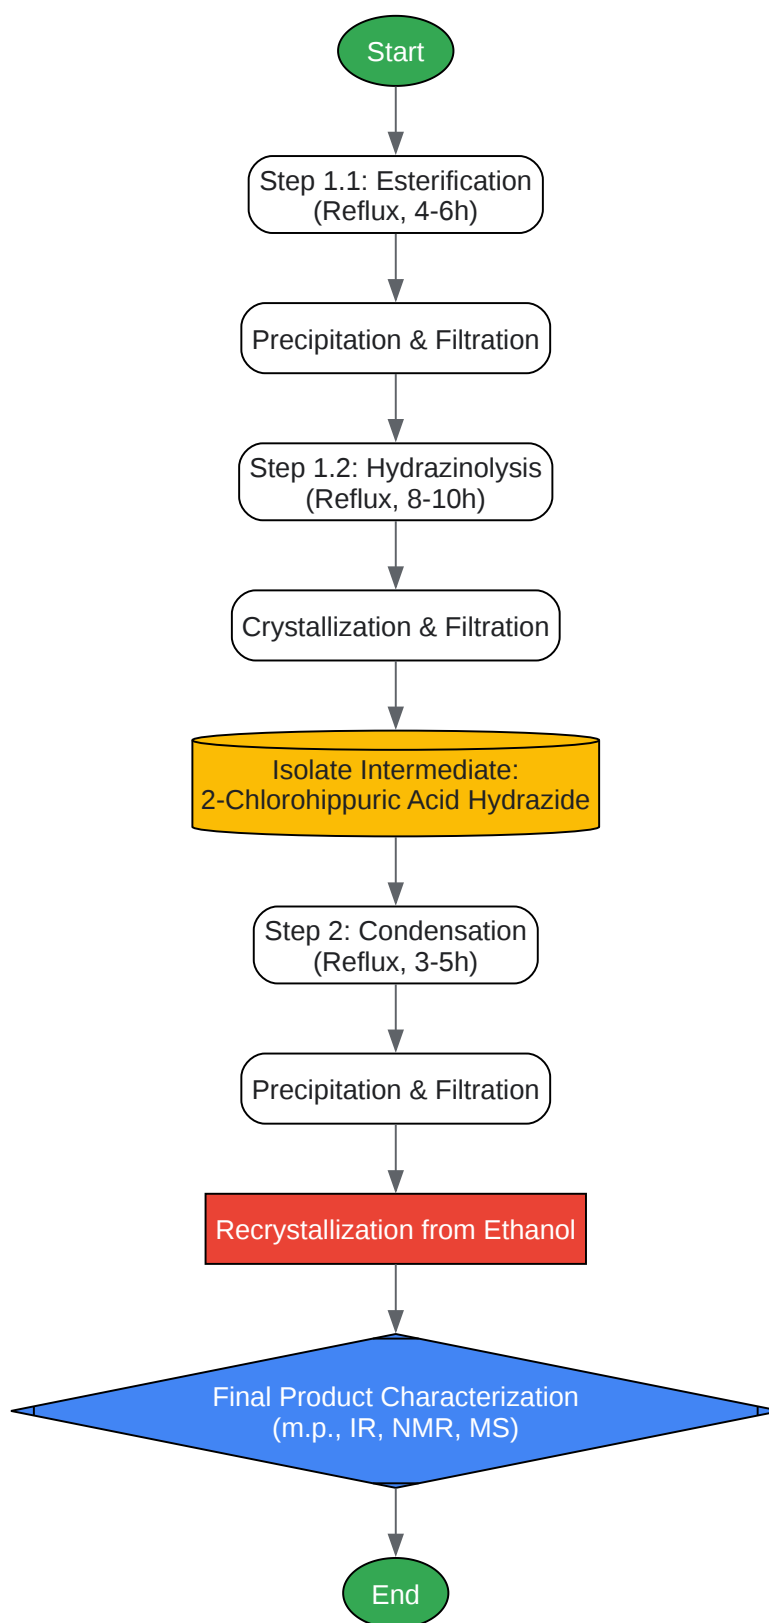 Start
Step 1.1: Esterification
(Reflux, 4-6h)
Precipitation & Filtration
Step 1.2: Hydrazinolysis
(Reflux, 8-10h)
Crystallization & Filtration
Isolate Intermediate:
2-Chlorohippuric Acid Hydrazide
Step 2: Condensation
(Reflux, 3-5h)
Precipitation & Filtration
Recrystallization from Ethanol
Final Product Characterization
(m.p., IR, NMR, MS)
End